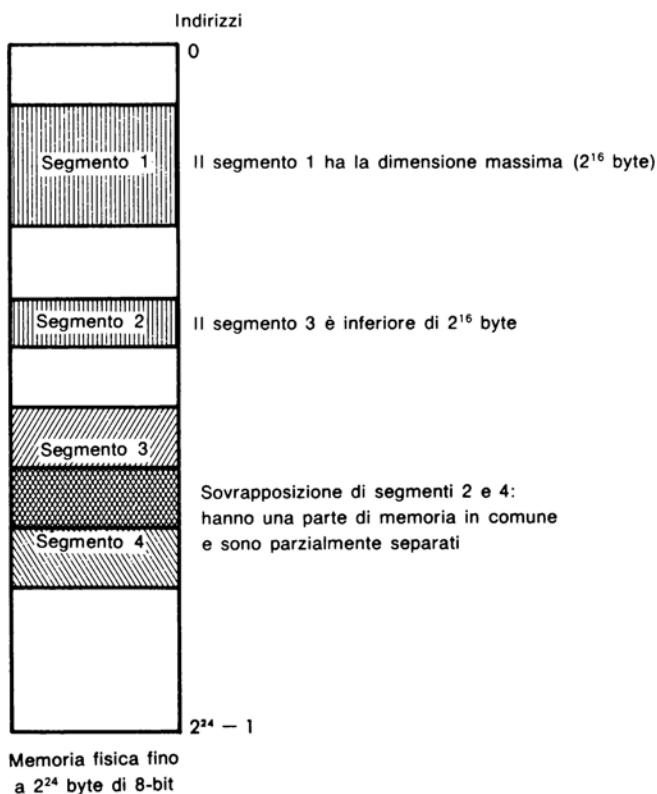 Indirizzi
0
Segmento 1
Il segmento 1 ha la dimensione massima (2¹⁶ byte)
Segmento 2
Il segmento 3 è inferiore di 2¹⁶ byte
Segmento 3
Sovrapposizione di segmenti 2 e 4:
hanno una parte di memoria in comune
e sono parzialmente separati
Segmento 4
2²⁴ — 1
Memoria fisica fino
a 2²⁴ byte di 8-bit